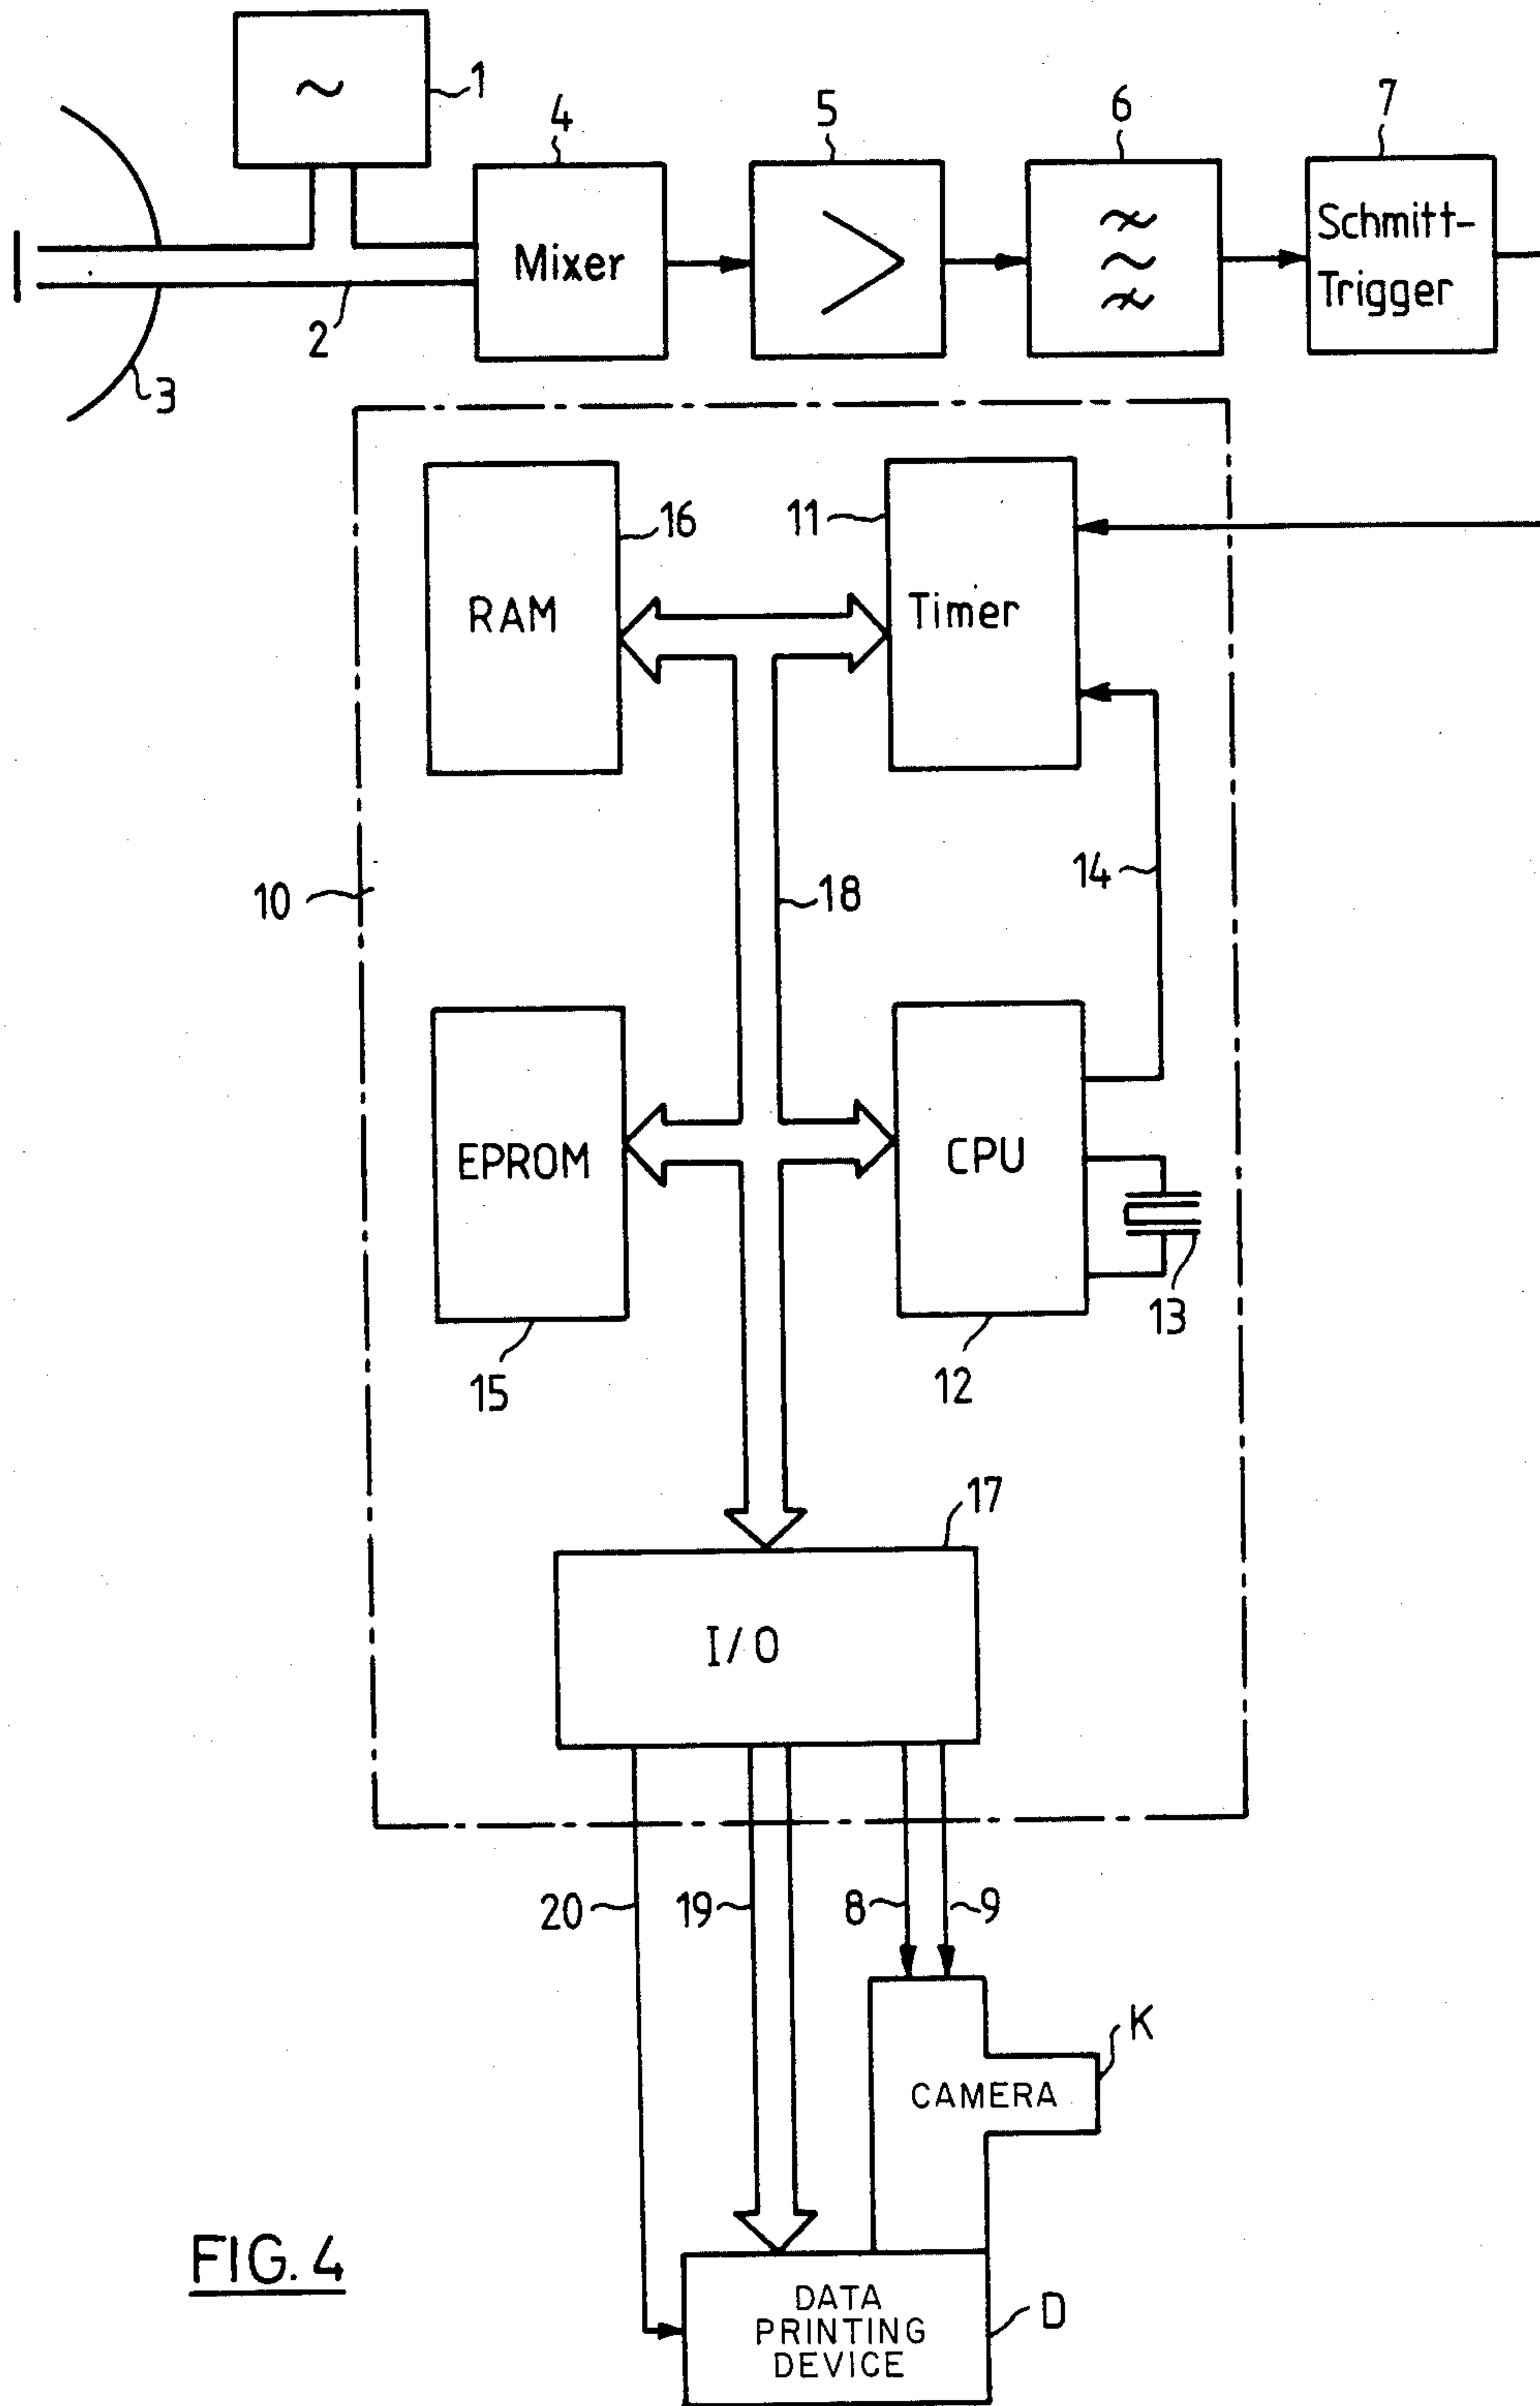 ~
1
4
5
6
7
Mixer
>
≈
~
≈
Schmitt-
Trigger
2
3
16
11
RAM
Timer
10
18
14
EPROM
CPU
13
15
12
17
I/O
20
19
8
9
K
CAMERA
FIG. 4
DATA
PRINTING
DEVICE
D